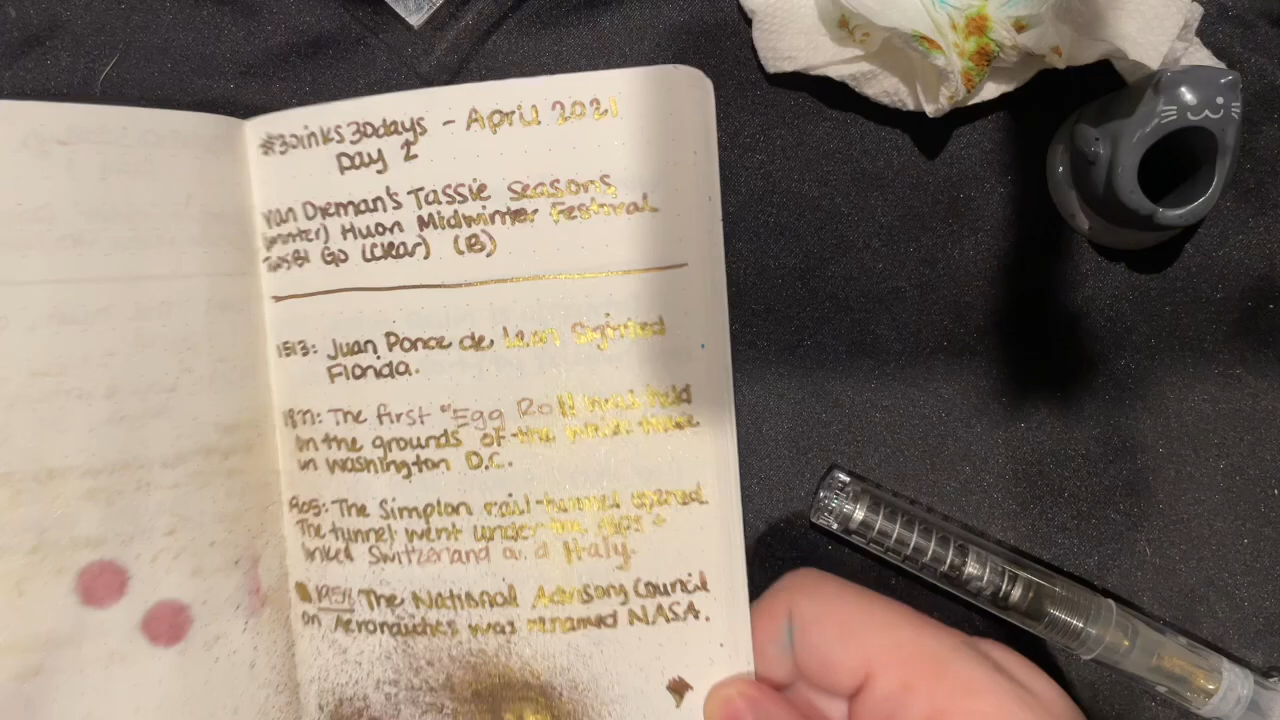 #30inks30days - April 2021
Day 2
Van Dieman's Tassie Seasons
(Winter) Huon Midwinter Festival
TWSBI Go (Clear) (B)
1513: Juan Ponce de Leon Sighted
Florida.
The first "Egg Roll was held
on the grounds of the White House
in Washington D.C.
1905: The Simplon rail-tunnel opened.
The tunnel went under the Alps +
linked Switzerland and Italy.
1958 The National Advisory Council
on Aeronautics was renamed NASA.